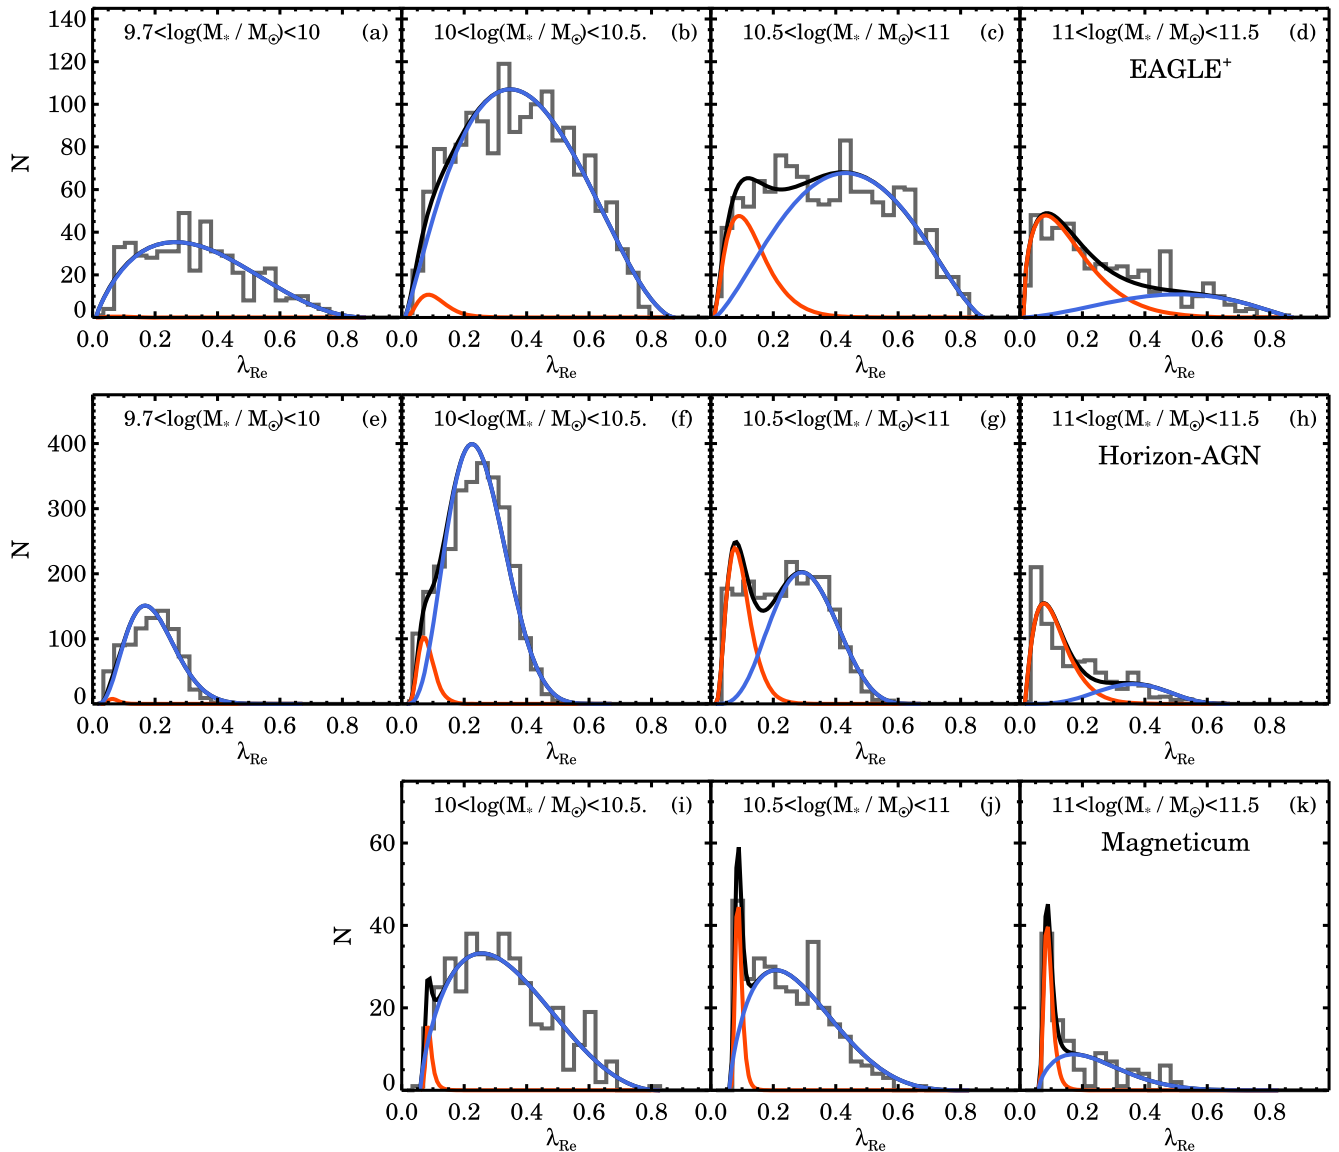 9.7<log(M* / M⊙)<10 (a) 10<log(M* / M⊙)<10.5. (b) 10.5<log(M* / M⊙)<11 (c) 11<log(M* / M⊙)<11.5 (d)
EAGLE+
140
120
100
80
60
40
20
0
N
0.0 0.2 0.4 0.6 0.8 0.0 0.2 0.4 0.6 0.8 0.0 0.2 0.4 0.6 0.8 0.0 0.2 0.4 0.6 0.8
λRe λRe λRe λRe
9.7<log(M* / M⊙)<10 (e) 10<log(M* / M⊙)<10.5. (f) 10.5<log(M* / M⊙)<11 (g) 11<log(M* / M⊙)<11.5 (h)
Horizon-AGN
400
300
200
100
0
N
0.0 0.2 0.4 0.6 0.8 0.0 0.2 0.4 0.6 0.8 0.0 0.2 0.4 0.6 0.8 0.0 0.2 0.4 0.6 0.8
λRe λRe λRe λRe
10<log(M* / M⊙)<10.5. (i) 10.5<log(M* / M⊙)<11 (j) 11<log(M* / M⊙)<11.5 (k)
Magneticum
60
40
20
0
N
0.0 0.2 0.4 0.6 0.8 0.0 0.2 0.4 0.6 0.8 0.0 0.2 0.4 0.6 0.8
λRe λRe λRe